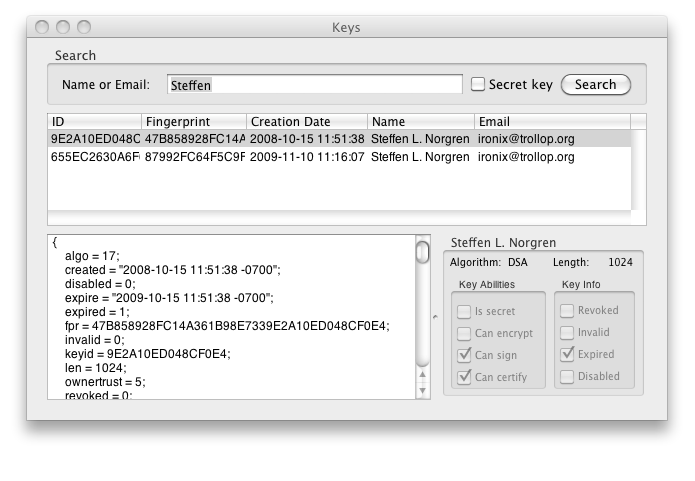 Keys
Search
Name or Email: Steffen Secret key Search
ID Fingerprint Creation Date Name Email
9E2A10ED048C 47B858928FC14A 2008-10-15 11:51:38 Steffen L. Norgren ironix@trollop.org
655EC2630A6F 87992FC64F5C9F 2009-11-10 11:16:07 Steffen L. Norgren ironix@trollop.org
{
algo = 17;
created = "2008-10-15 11:51:38 -0700";
disabled = 0;
expire = "2009-10-15 11:51:38 -0700";
expired = 1;
fpr = 47B858928FC14A361B98E7339E2A10ED048CF0E4;
invalid = 0;
keyid = 9E2A10ED048CF0E4;
len = 1024;
ownertrust = 5;
revoked = 0;
Steffen L. Norgren
Algorithm: DSA Length: 1024
Key Abilities Key Info
Is secret Revoked
Can encrypt Invalid
Can sign Expired
Can certify Disabled